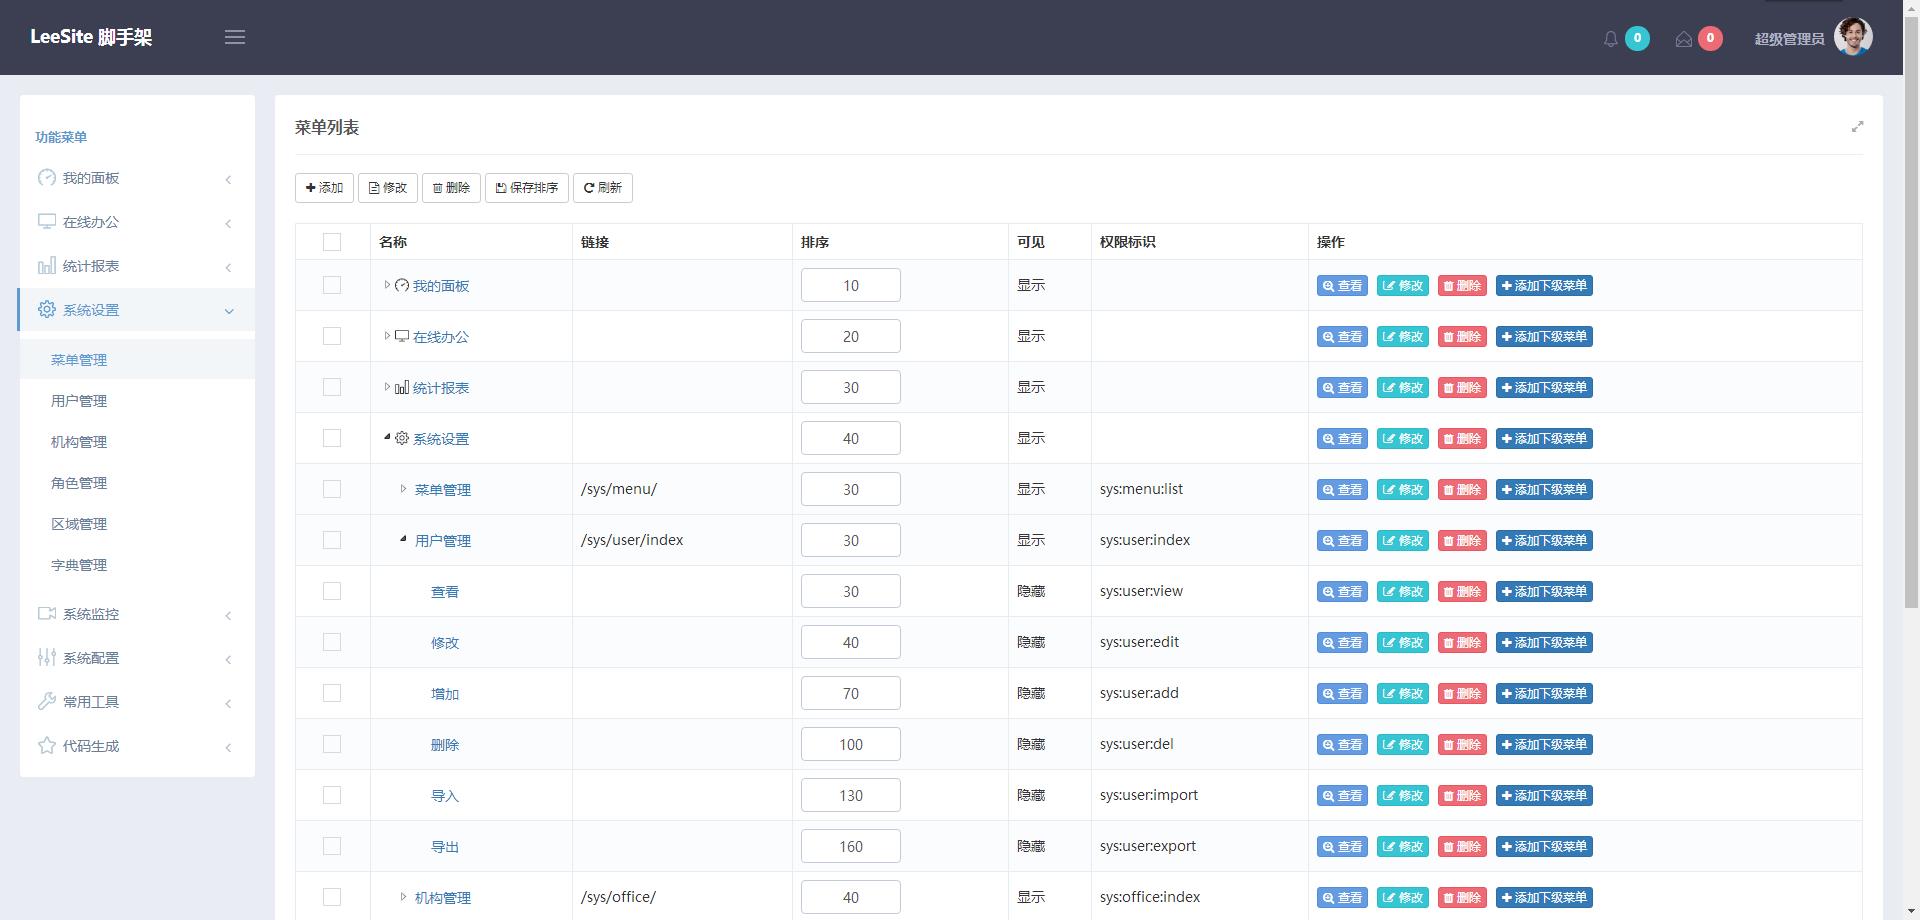 LeeSite 脚手架
0
0
超级管理员
功能菜单
我的面板
在线办公
统计报表
系统设置
菜单管理
用户管理
机构管理
角色管理
区域管理
字典管理
系统监控
系统配置
常用工具
代码生成
菜单列表
添加 修改 删除 保存排序 刷新
名称 链接 排序 可见 权限标识 操作
我的面板 10 显示 查看 修改 删除 添加下级菜单
在线办公 20 显示 查看 修改 删除 添加下级菜单
统计报表 30 显示 查看 修改 删除 添加下级菜单
系统设置 40 显示 查看 修改 删除 添加下级菜单
菜单管理 /sys/menu/ 30 显示 sys:menu:list 查看 修改 删除 添加下级菜单
用户管理 /sys/user/index 30 显示 sys:user:index 查看 修改 删除 添加下级菜单
查看 30 隐藏 sys:user:view 查看 修改 删除 添加下级菜单
修改 40 隐藏 sys:user:edit 查看 修改 删除 添加下级菜单
增加 70 隐藏 sys:user:add 查看 修改 删除 添加下级菜单
删除 100 隐藏 sys:user:del 查看 修改 删除 添加下级菜单
导入 130 隐藏 sys:user:import 查看 修改 删除 添加下级菜单
导出 160 隐藏 sys:user:export 查看 修改 删除 添加下级菜单
机构管理 /sys/office/ 40 显示 sys:office:index 查看 修改 删除 添加下级菜单